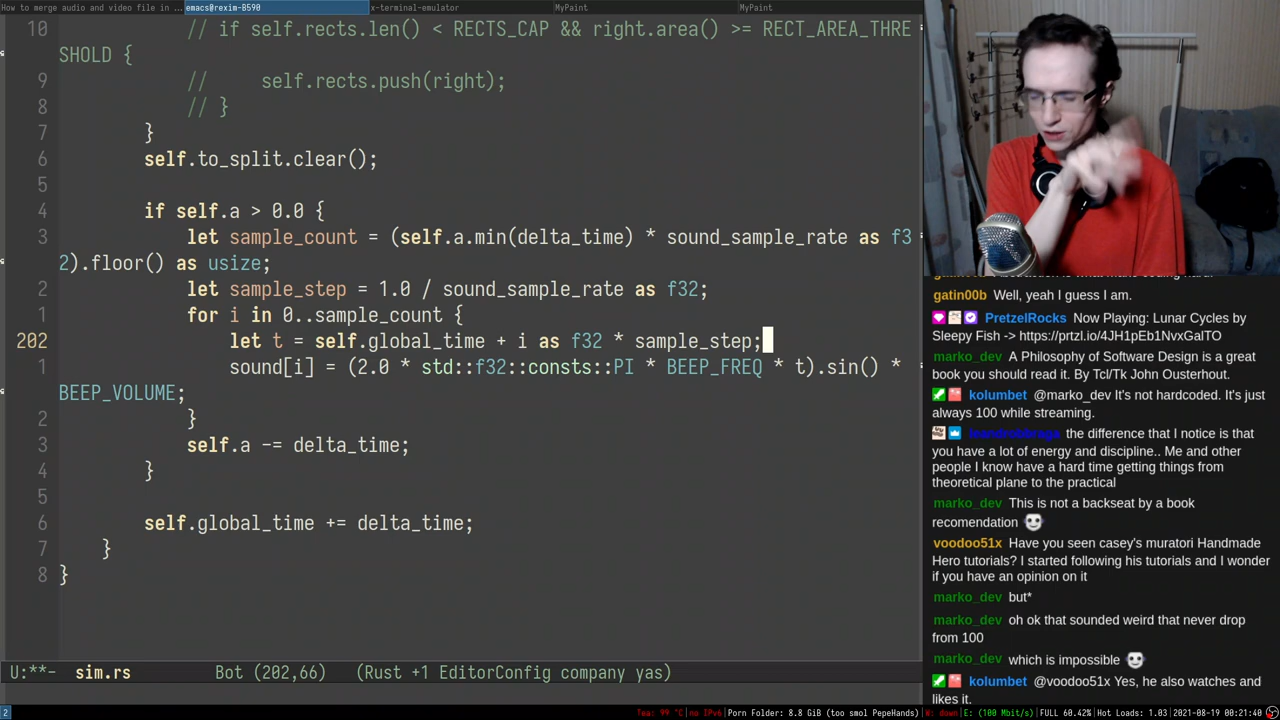 How to merge audio and video file in ...
emacs@rexim-B590
x-terminal-emulator
MyPaint
MyPaint
10 // if self.rects.len() < RECTS_CAP && right.area() >= RECT_AREA_THRE
SHOLD {
9 //     self.rects.push(right);
8 // }
7 }
6 self.to_split.clear();
5
4 if self.a > 0.0 {
3 let sample_count = (self.a.min(delta_time) * sound_sample_rate as f3
2).floor() as usize;
2 let sample_step = 1.0 / sound_sample_rate as f32;
1 for i in 0..sample_count {
202 let t = self.global_time + i as f32 * sample_step;
1 sound[i] = (2.0 * std::f32::consts::PI * BEEP_FREQ * t).sin() *
BEEP_VOLUME;
2 }
3 self.a -= delta_time;
4 }
5
6 self.global_time += delta_time;
7 }
8 }
U:**- sim.rs Bot (202,66) (Rust +1 EditorConfig company yas)
gatin00b Well, yeah I guess I am.
PretzelRocks Now Playing: Lunar Cycles by
Sleepy Fish -> https://prtzl.io/4JH1pEb1NvxGalTO
marko_dev A Philosophy of Software Design is a great
book you should read it. By Tcl/Tk John Ousterhout.
kolumbet @marko_dev It's not hardcoded. It's just
always 100 while streaming.
the difference that I notice is that
you have a lot of energy and discipline.. Me and other
people I know have a hard time getting things from
theoretical plane to the practical
marko_dev This is not a backseat by a book
recomendation
voodoo51x Have you seen casey's muratori Handmade
Hero tutorials? I started following his tutorials and I wonder
if you have an opinion on it
marko_dev but*
marko_dev oh ok that sounded weird that never drop
from 100
marko_dev which is impossible
kolumbet @voodoo51x Yes, he also watches and
likes it.
2 Tear 99 °C| no IPv6| Porn Folder: 8.8 GiB (too smol PepeHands)| W: down| E: (100 Mbit/s)| FULL 60.42%| Hot Loads: 1.03| 2021-08-19 00:21:40